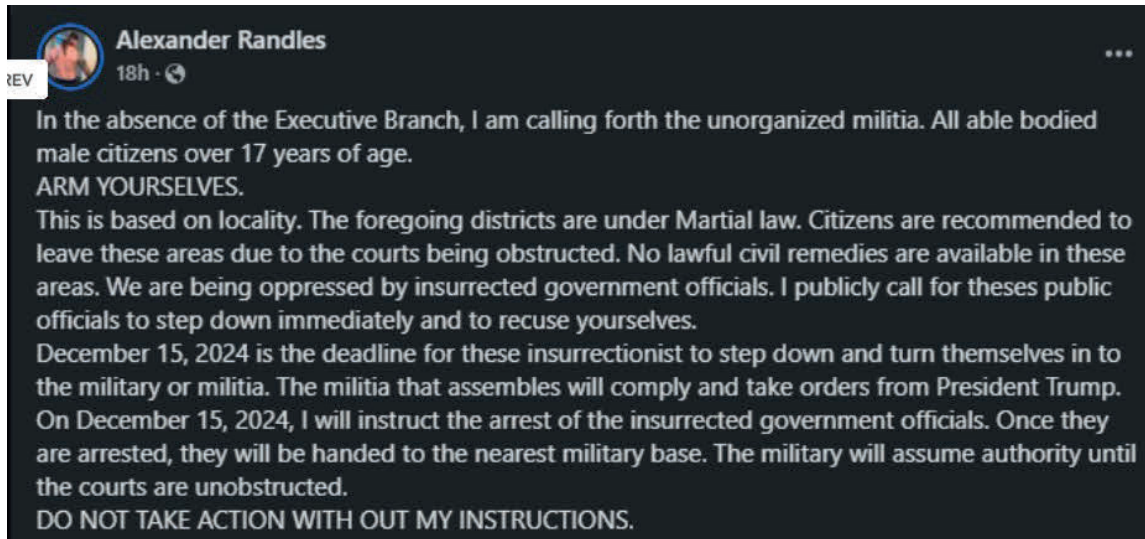 Alexander Randles
18h ·
REV
In the absence of the Executive Branch, I am calling forth the unorganized militia. All able bodied
male citizens over 17 years of age.
ARM YOURSELVES.
This is based on locality. The foregoing districts are under Martial law. Citizens are recommended to
leave these areas due to the courts being obstructed. No lawful civil remedies are available in these
areas. We are being oppressed by insurrected government officials. I publicly call for theses public
officials to step down immediately and to recuse yourselves.
December 15, 2024 is the deadline for these insurrectionist to step down and turn themselves in to
the military or militia. The militia that assembles will comply and take orders from President Trump.
On December 15, 2024, I will instruct the arrest of the insurrected government officials. Once they
are arrested, they will be handed to the nearest military base. The military will assume authority until
the courts are unobstructed.
DO NOT TAKE ACTION WITH OUT MY INSTRUCTIONS.